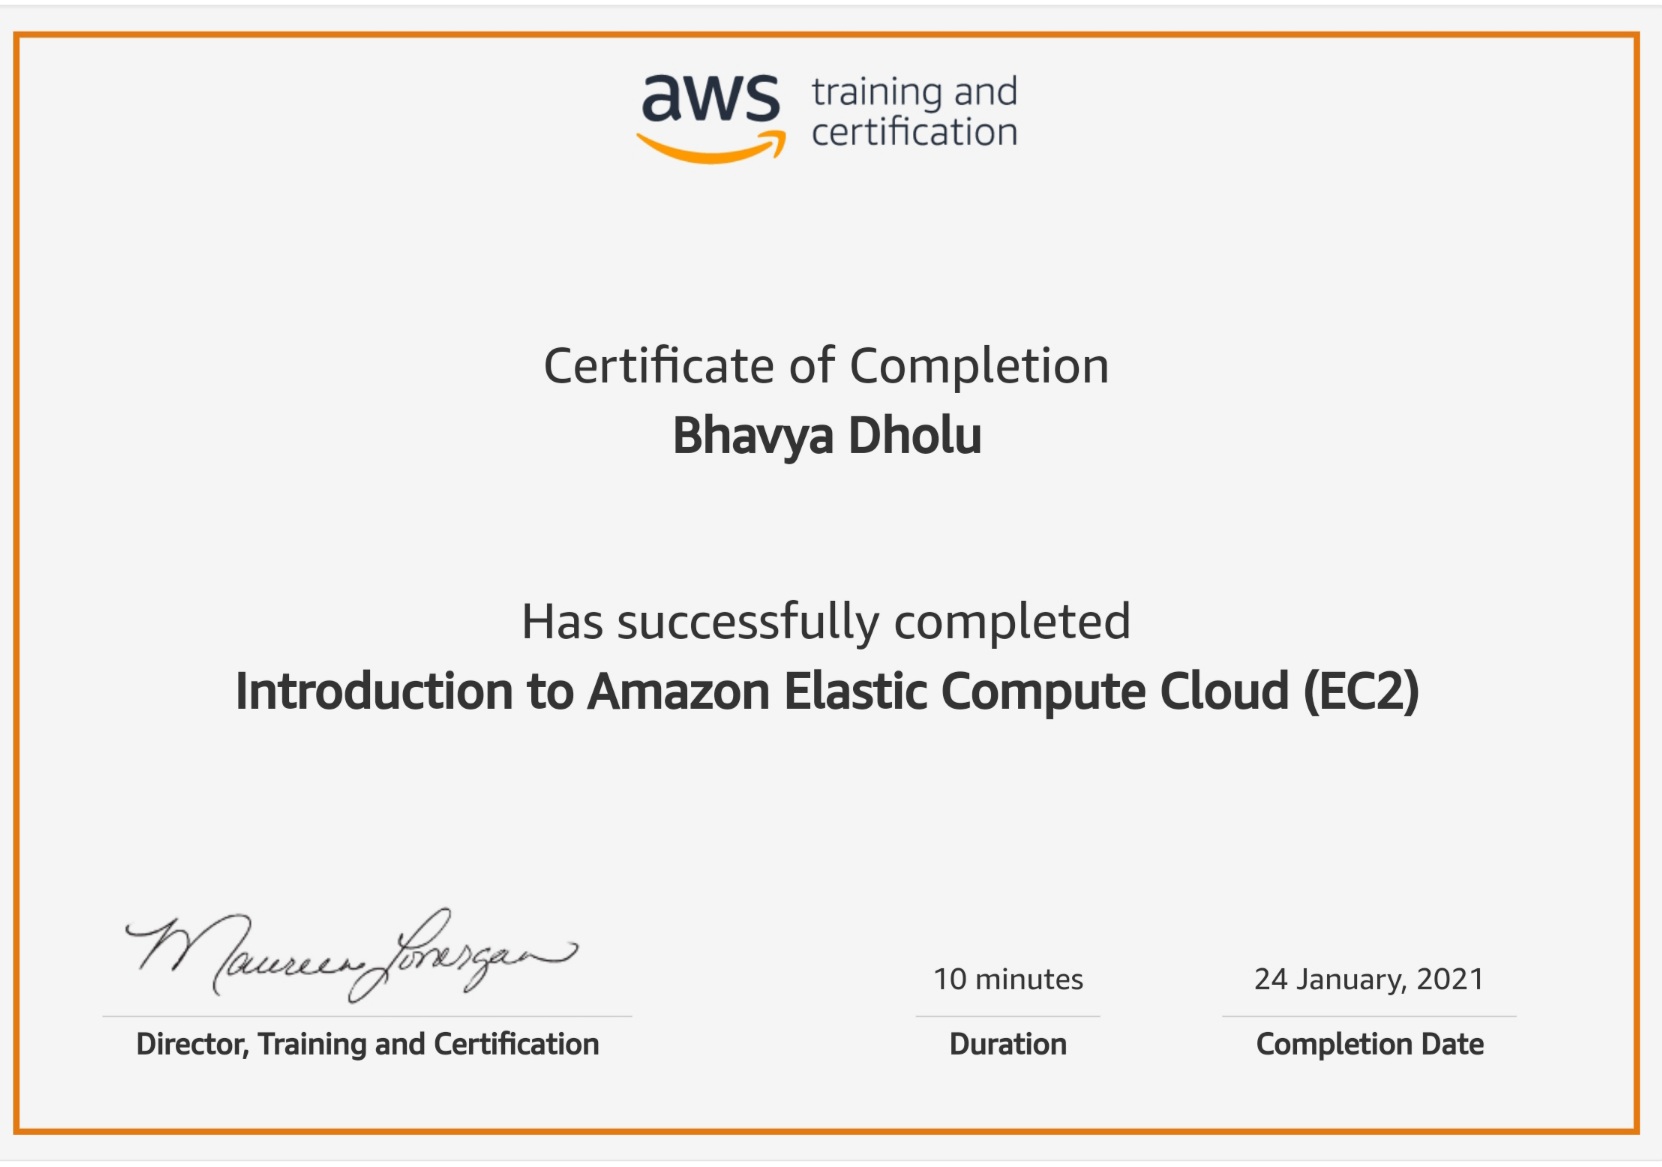 aws training and
certification
Certificate of Completion
Bhavya Dholu
Has successfully completed
Introduction to Amazon Elastic Compute Cloud (EC2)
Maureen Lonergan
10 minutes
24 January, 2021
Director, Training and Certification
Duration
Completion Date